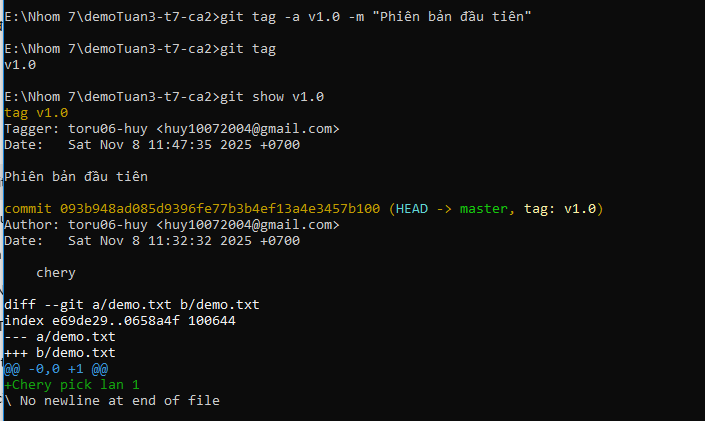 E:\Nhom 7\demoTuan3-t7-ca2>git tag -a v1.0 -m "Phiên bản đầu tiên"
E:\Nhom 7\demoTuan3-t7-ca2>git tag
v1.0
E:\Nhom 7\demoTuan3-t7-ca2>git show v1.0
tag v1.0
Tagger: toru06-huy <huy10072004@gmail.com>
Date:   Sat Nov 8 11:47:35 2025 +0700
Phiên bản đầu tiên
commit 093b948ad085d9396fe77b3b4ef13a4e3457b100 (HEAD -> master, tag: v1.0)
Author: toru06-huy <huy10072004@gmail.com>
Date:   Sat Nov 8 11:32:32 2025 +0700
    chery
diff --git a/demo.txt b/demo.txt
index e69de29..0658a4f 100644
--- a/demo.txt
+++ b/demo.txt
@@ -0,0 +1 @@
+Chery pick lan 1
\ No newline at end of file